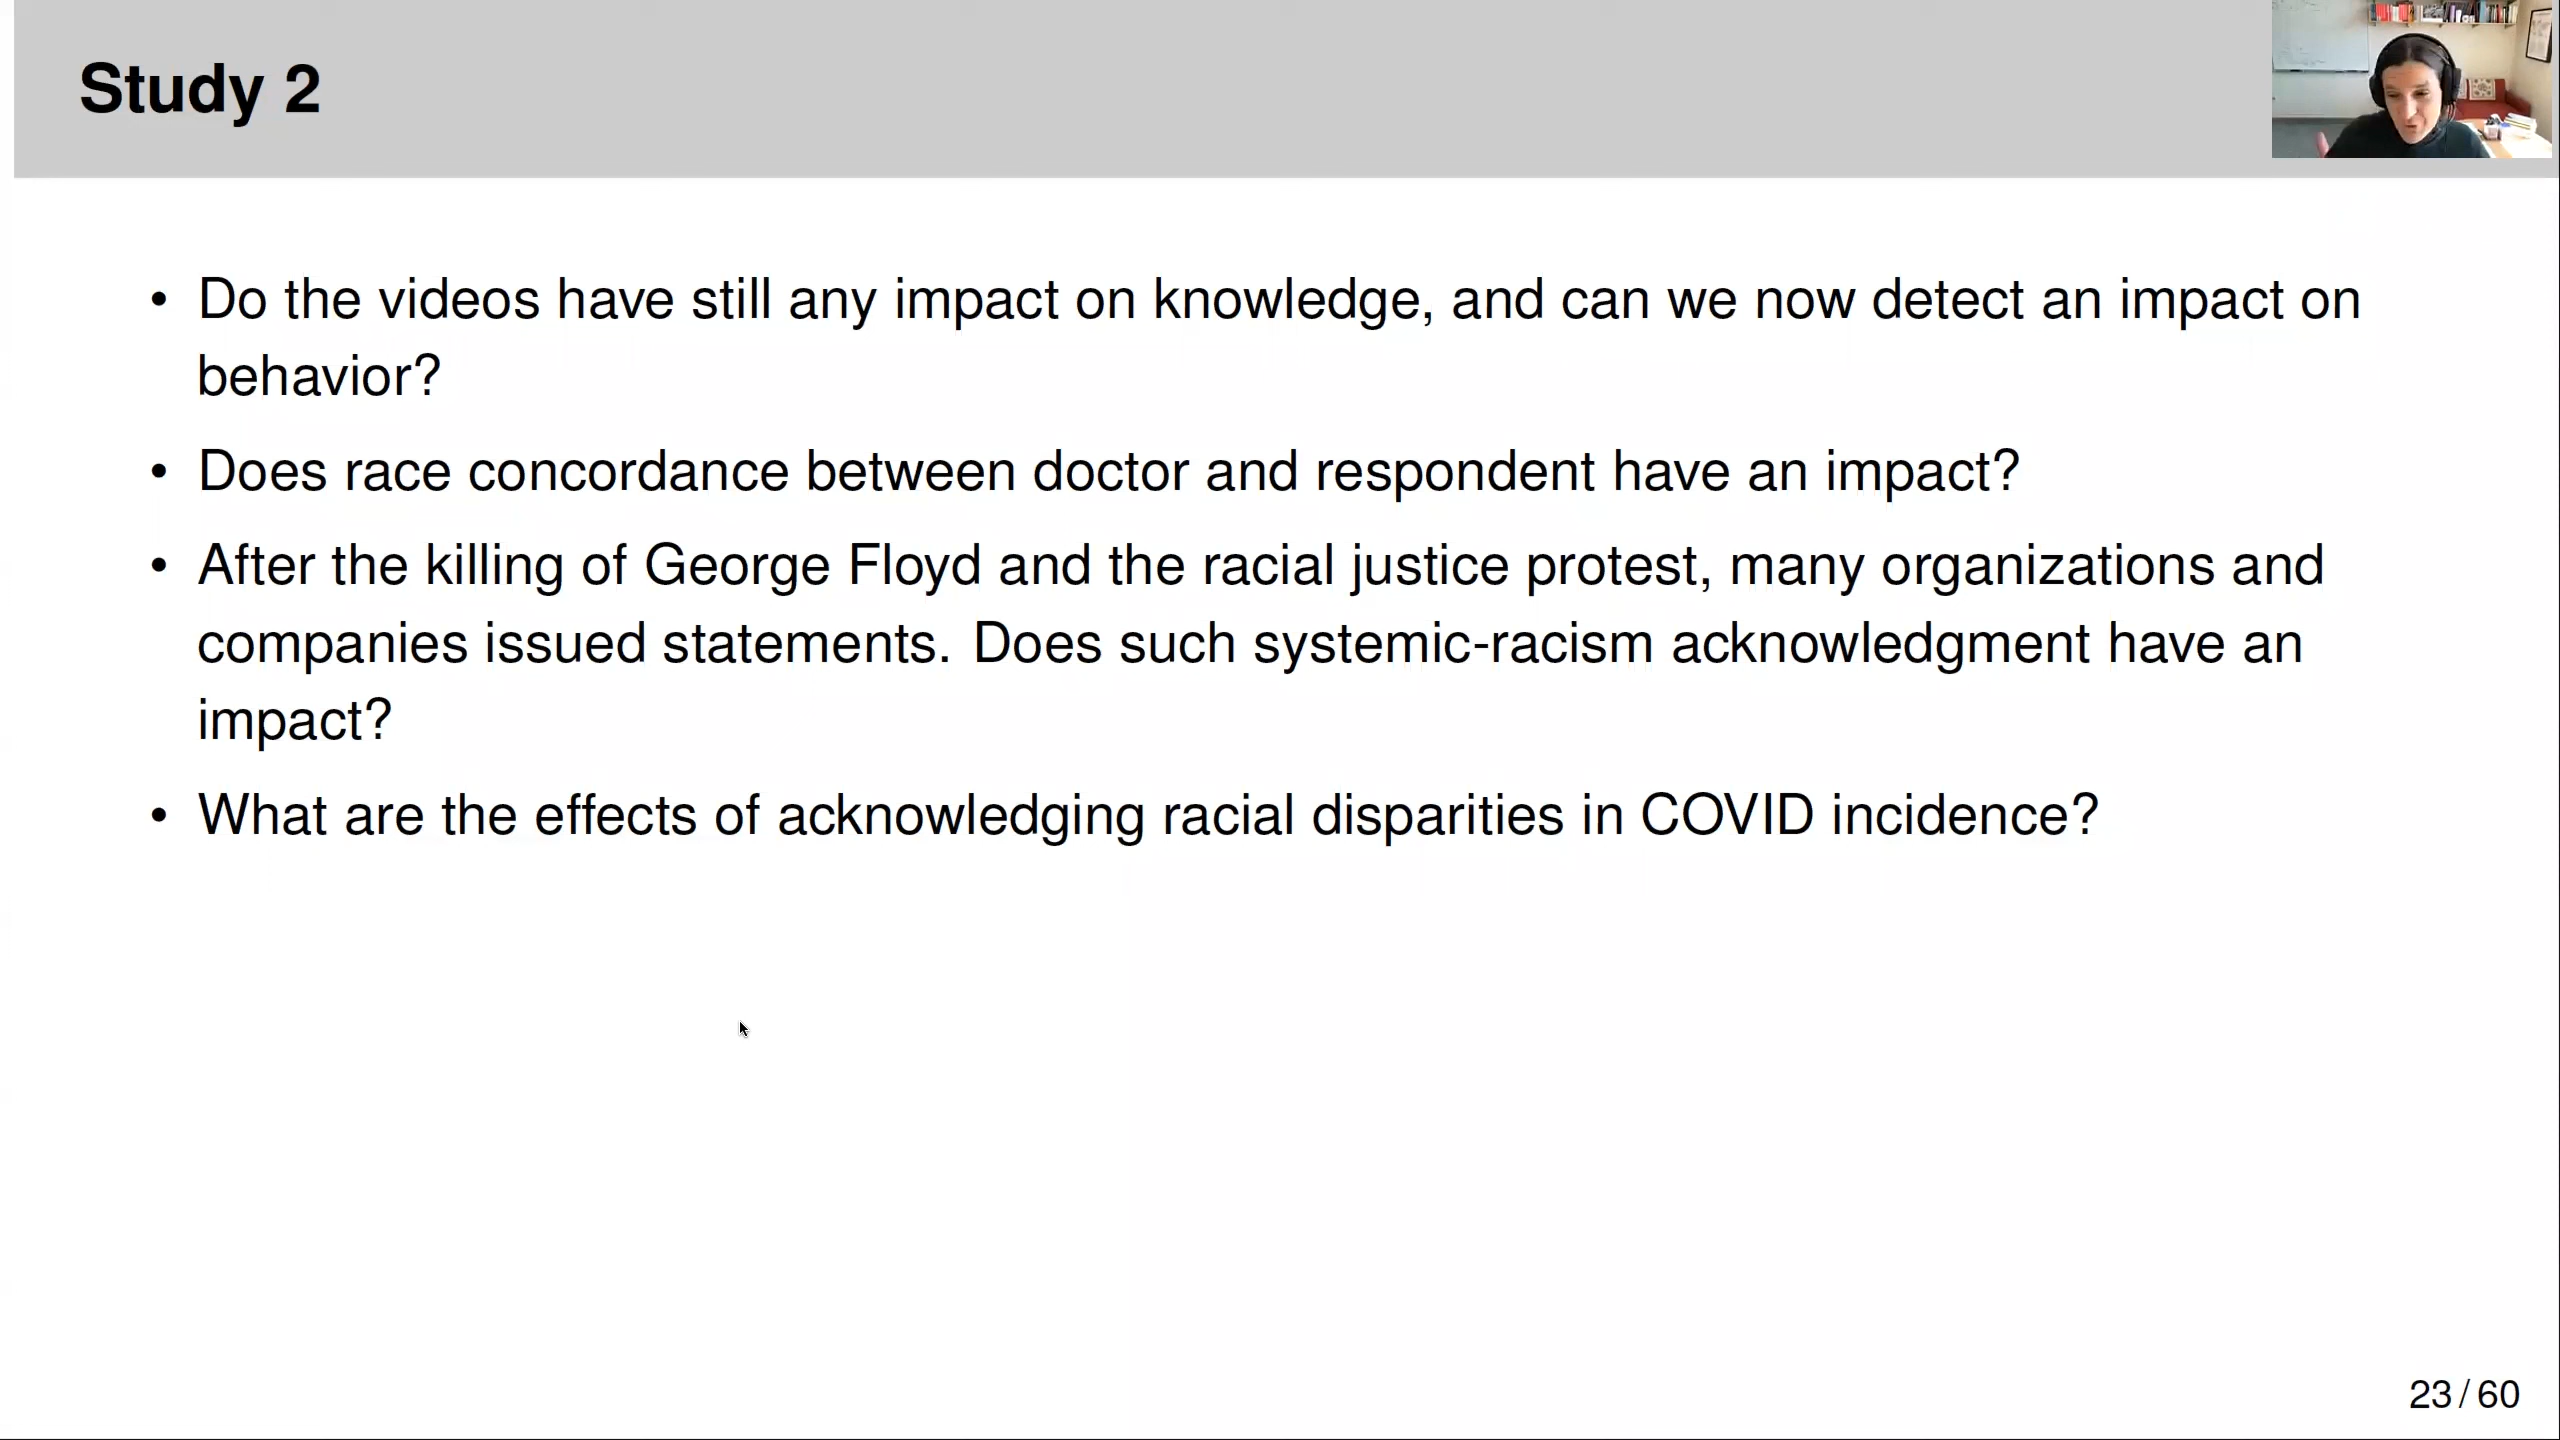 Study 2
• Do the videos have still any impact on knowledge, and can we now detect an impact on
behavior?
• Does race concordance between doctor and respondent have an impact?
• After the killing of George Floyd and the racial justice protest, many organizations and
companies issued statements. Does such systemic-racism acknowledgment have an
impact?
• What are the effects of acknowledging racial disparities in COVID incidence?
23 / 60